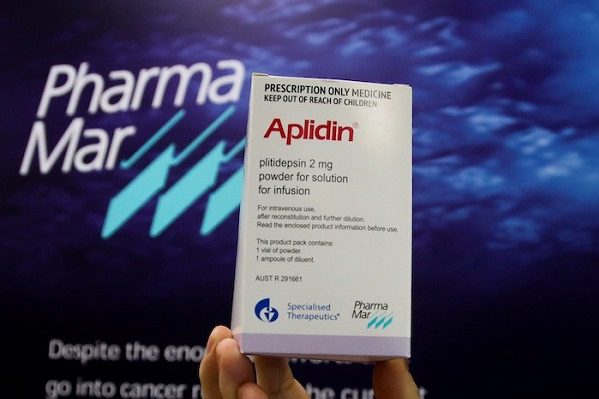 Pharma
Mar
PRESCRIPTION ONLY MEDICINE
KEEP OUT OF REACH OF CHILDREN
Aplidin®
plitidepsin 2 mg
powder for solution
for infusion
For intravenous use,
after reconstitution and further dilution.
Read the enclosed product information before use.
This product pack contains:
1 vial of powder.
1 ampoule of diluent.
AUST R 291661
Specialised
Therapeutics®
Pharma
Mar
Despite the
go into cancer the